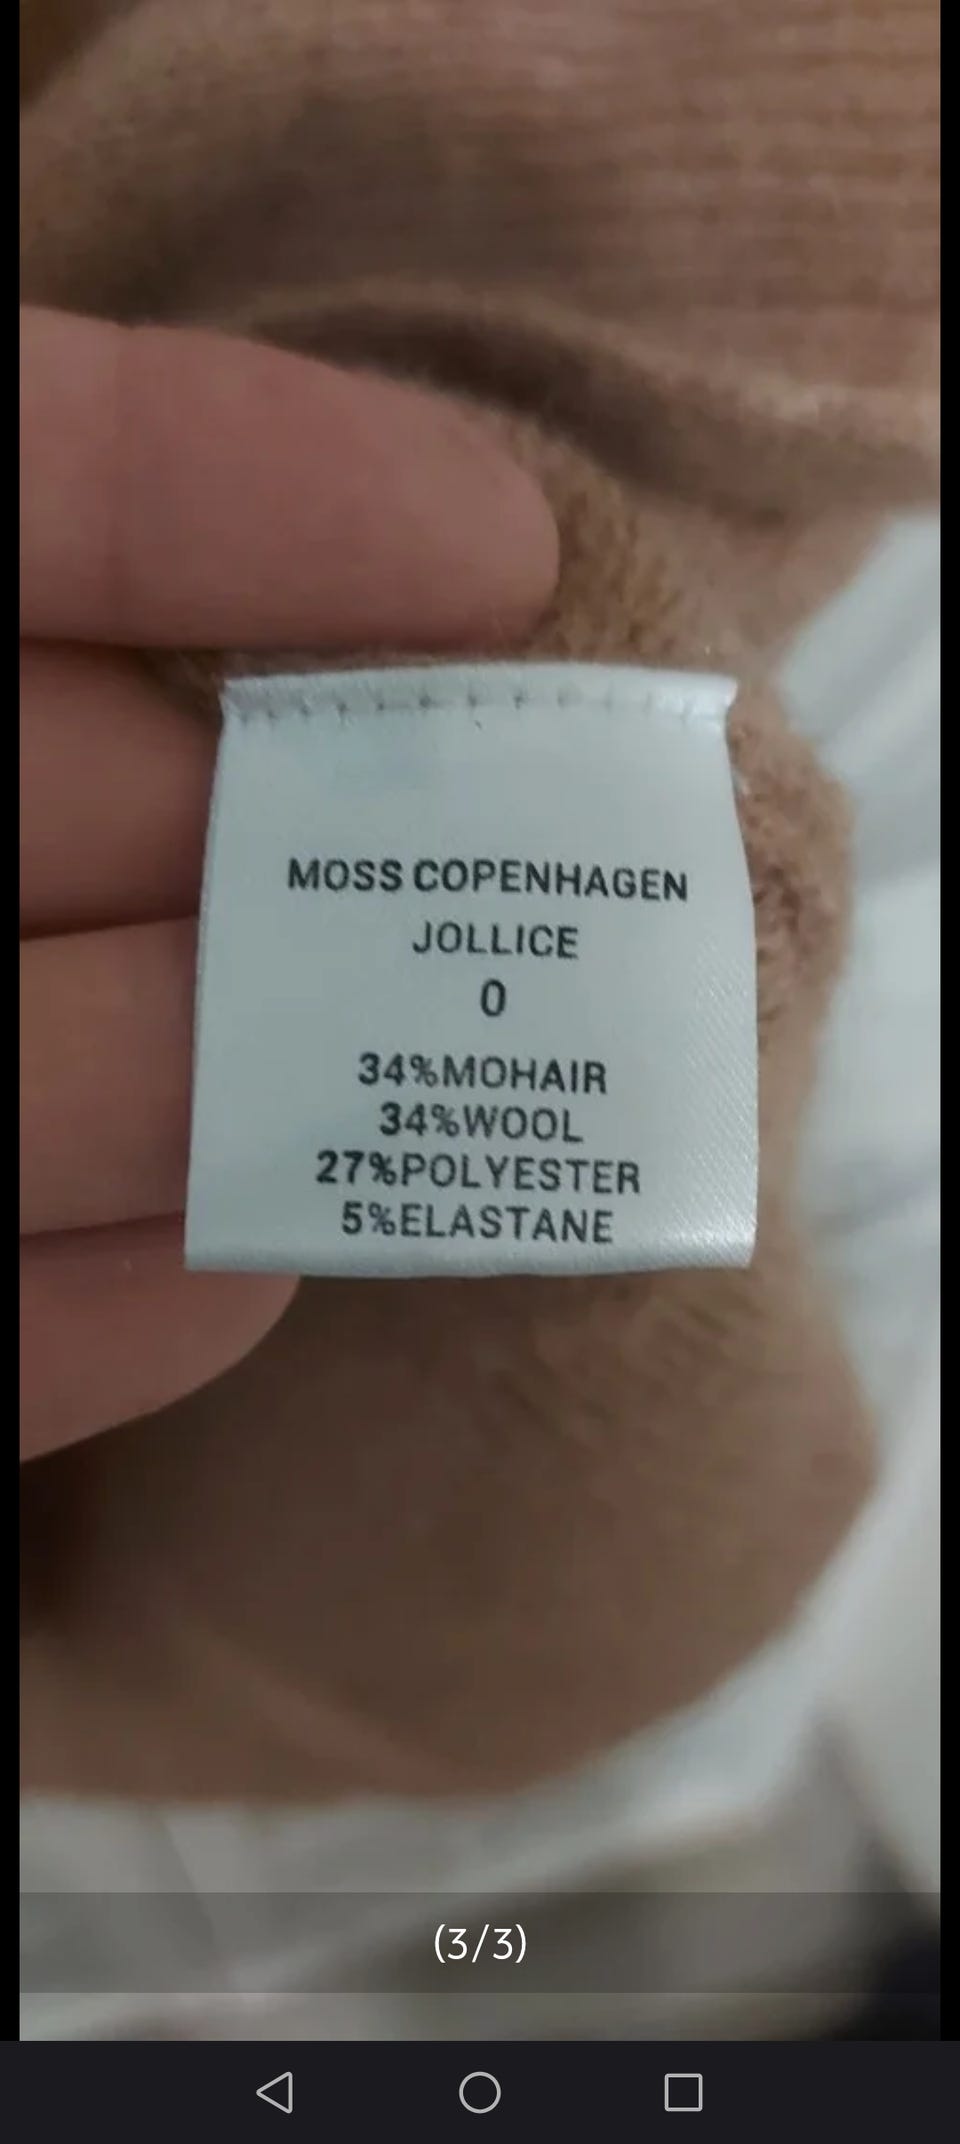 MOSS COPENHAGEN
JOLLICE
0
34%MOHAIR
34%WOOL
27%POLYESTER
5%ELASTANE
(3/3)